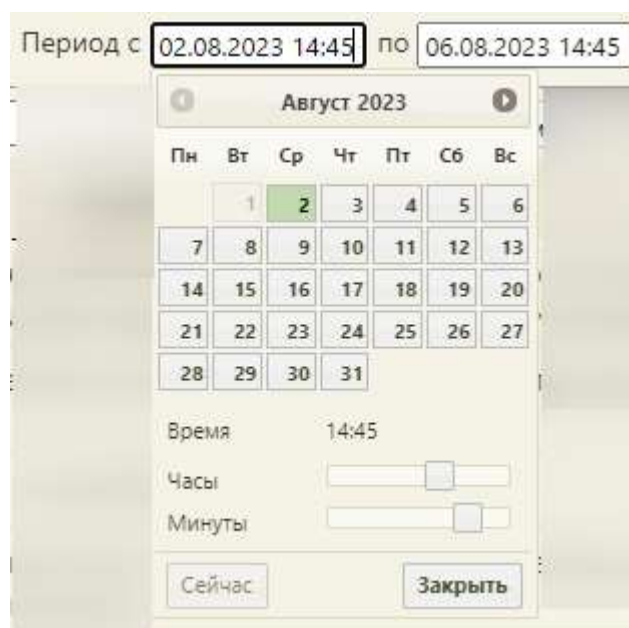 Период с 02.08.2023 14:45 по 06.08.2023 14:45
Август 2023
Пн Вт Ср Чт Пт Сб Вс
1 2 3 4 5 6
7 8 9 10 11 12 13
14 15 16 17 18 19 20
21 22 23 24 25 26 27
28 29 30 31
Время 14:45
Часы
Минуты
Сейчас Закрыть